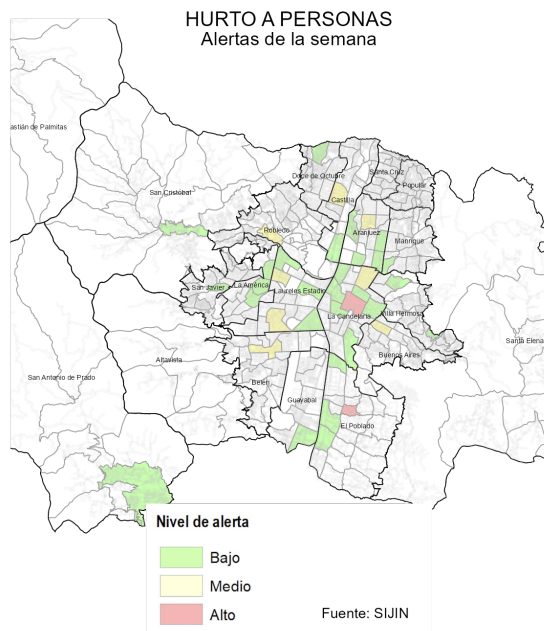 HURTO A PERSONAS
Alertas de la semana
astián de Palmitas
San Cristóbal
Doce de Octubre
Santa Cruz
Popular
Castilla
Robledo
Aranjuez
Manrique
San Javier
La América
Laureles Estadio
La Candelaria
Villa Hermosa
Buenos Aires
Santa Elena
Altavista
San Antonio de Prado
Belén
Guayabal
El Poblado
Nivel de alerta
Bajo
Medio
Alto
Fuente: SIJIN